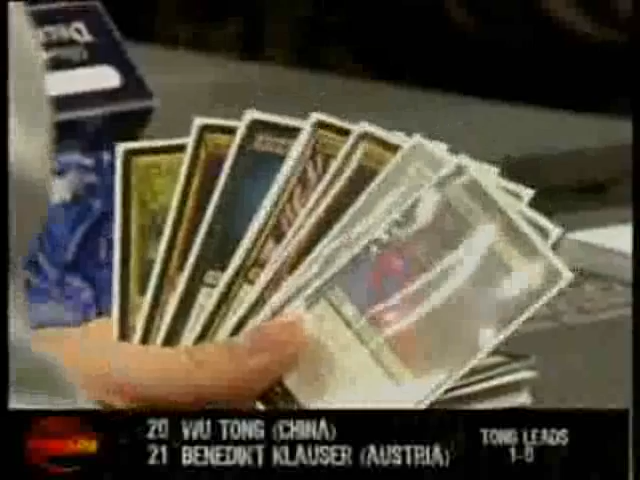 20 WU TONG (CHINA)
21 BENEDIKT KLAUSER (AUSTRIA)
TONG LEADS
1-0